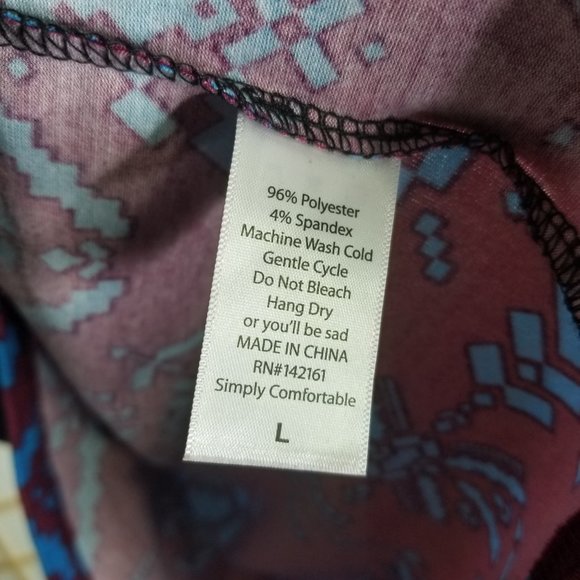 96% Polyester
4% Spandex
Machine Wash Cold
Gentle Cycle
Do Not Bleach
Hang Dry
or you'll be sad
MADE IN CHINA
RN#142161
Simply Comfortable
L